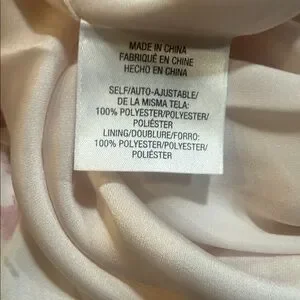 MADE IN CHINA
FABRIQUÉ EN CHINE
HECHO EN CHINA
SELF/AUTO-AJUSTABLE/
DE LA MISMA TELA:
100% POLYESTER/POLYESTER/
POLIÉSTER
LINING/DOUBLURE/FORRO:
100% POLYESTER/POLYESTER/
POLIÉSTER